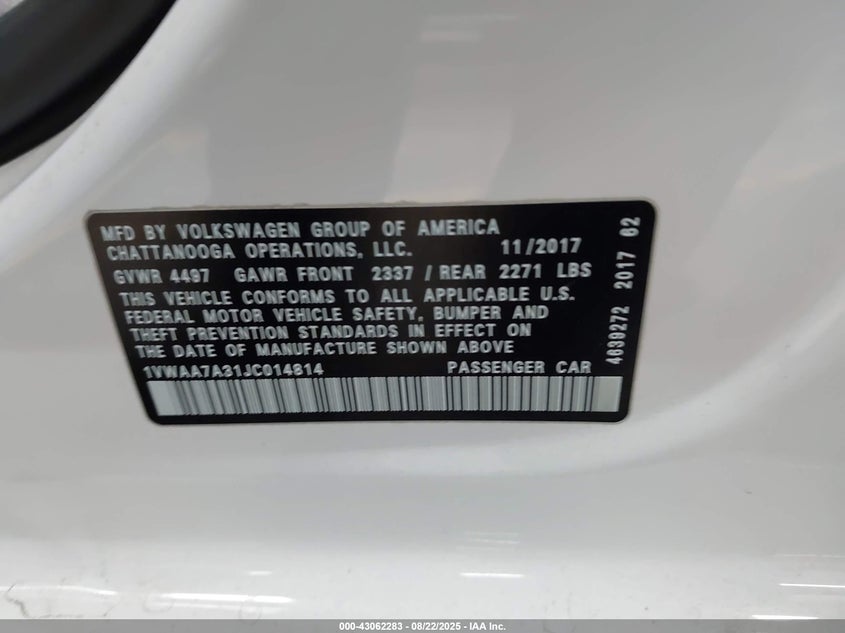 MFD BY VOLKSWAGEN GROUP OF AMERICA
CHATTANOOGA OPERATIONS, LLC. 11/2017
GVWR 4497 GAWR FRONT 2337 / REAR 2271 LBS
THIS VEHICLE CONFORMS TO ALL APPLICABLE U.S.
FEDERAL MOTOR VEHICLE SAFETY, BUMPER AND
THEFT PREVENTION STANDARDS IN EFFECT ON
THE DATE OF MANUFACTURE SHOWN ABOVE
1VWAA7A31JC014814 PASSENGER CAR
4639272 2017 62
000-43062283 - 08/22/2025 - IAA Inc.